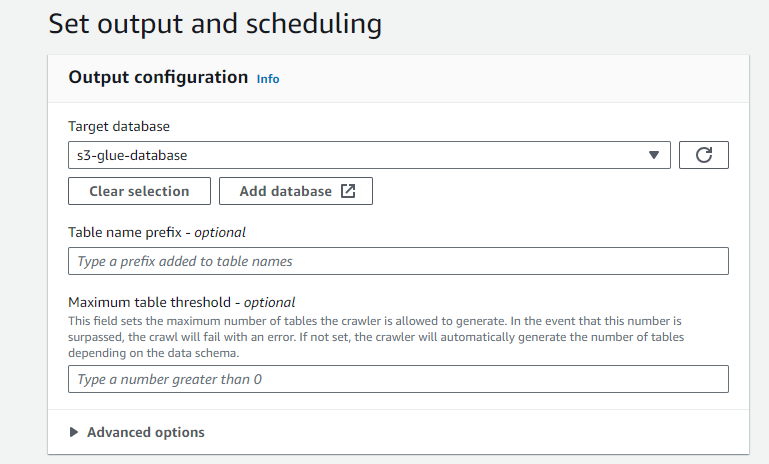 Set output and scheduling
Output configuration Info
Target database
s3-glue-database
Clear selection
Add database
Table name prefix - optional
Type a prefix added to table names
Maximum table threshold - optional
This field sets the maximum number of tables the crawler is allowed to generate. In the event that this number is
surpassed, the crawl will fail with an error. If not set, the crawler will automatically generate the number of tables
depending on the data schema.
Type a number greater than 0
Advanced options